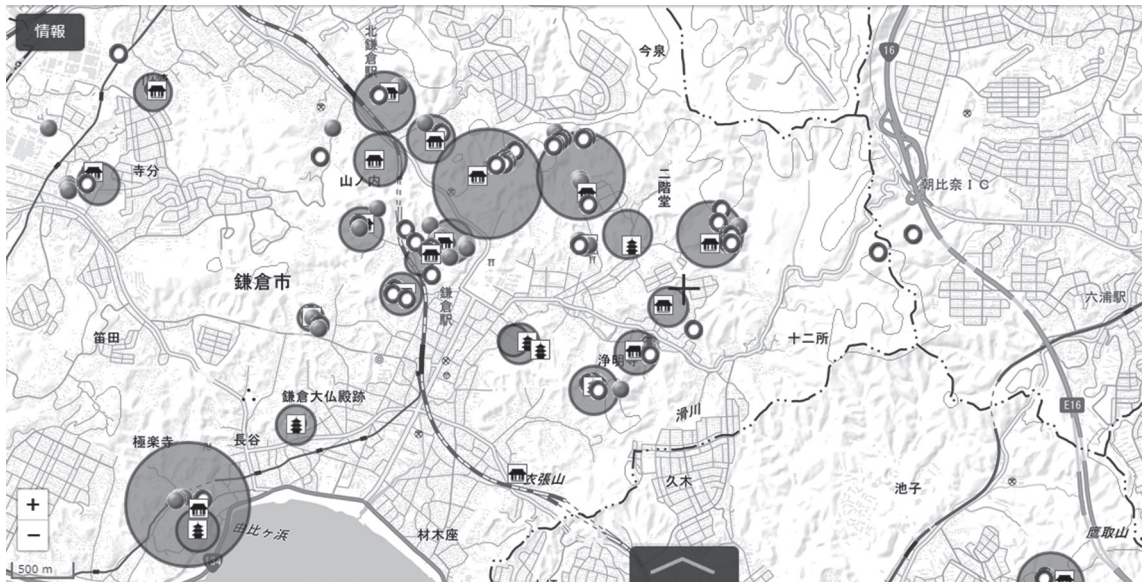 情報
16
北鎌倉駅
今泉
朝比奈IC
寺分
山ノ内
二階堂
鎌倉市
鎌倉駅
六浦駅
笛田
浄明寺
十二所
鎌倉大仏殿跡
滑川
E16
極楽寺
長谷
衣張山
久木
池子
+
−
由比ヶ浜
材木座
鷹取山
500 m